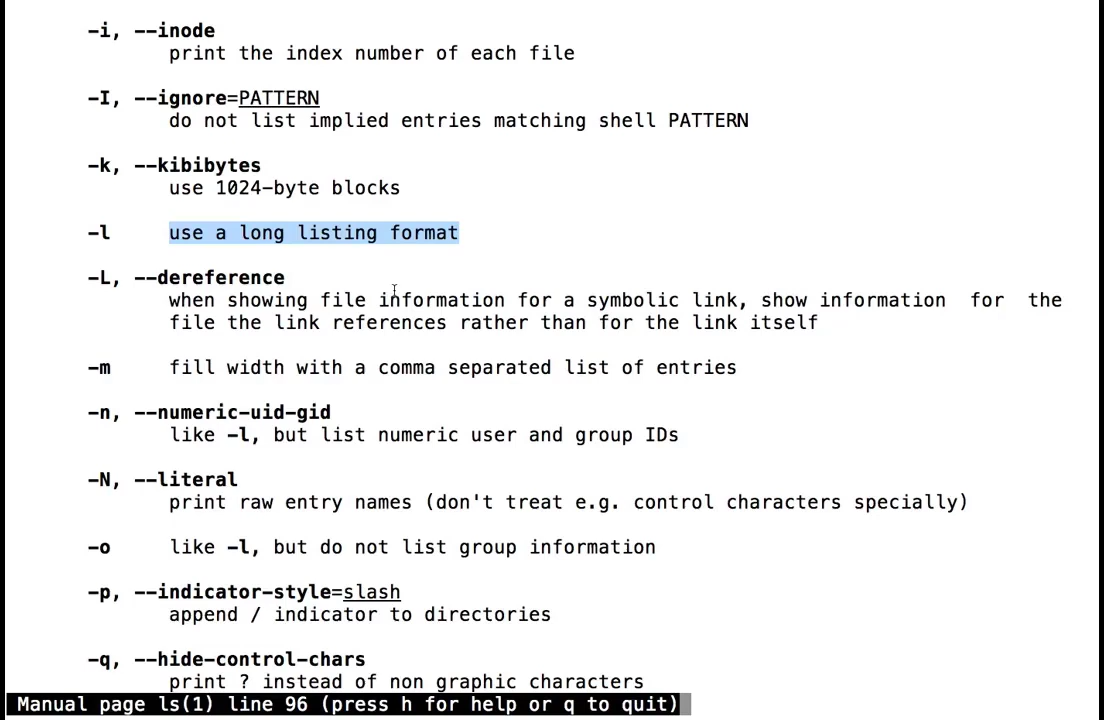 -i, --inode
print the index number of each file
-I, --ignore=PATTERN
do not list implied entries matching shell PATTERN
-k, --kibibytes
use 1024-byte blocks
-l use a long listing format
-L, --dereference
when showing file information for a symbolic link, show information for the
file the link references rather than for the link itself
-m fill width with a comma separated list of entries
-n, --numeric-uid-gid
like -l, but list numeric user and group IDs
-N, --literal
print raw entry names (don't treat e.g. control characters specially)
-o like -l, but do not list group information
-p, --indicator-style=slash
append / indicator to directories
-q, --hide-control-chars
print ? instead of non graphic characters
Manual page ls(1) line 96 (press h for help or q to quit)